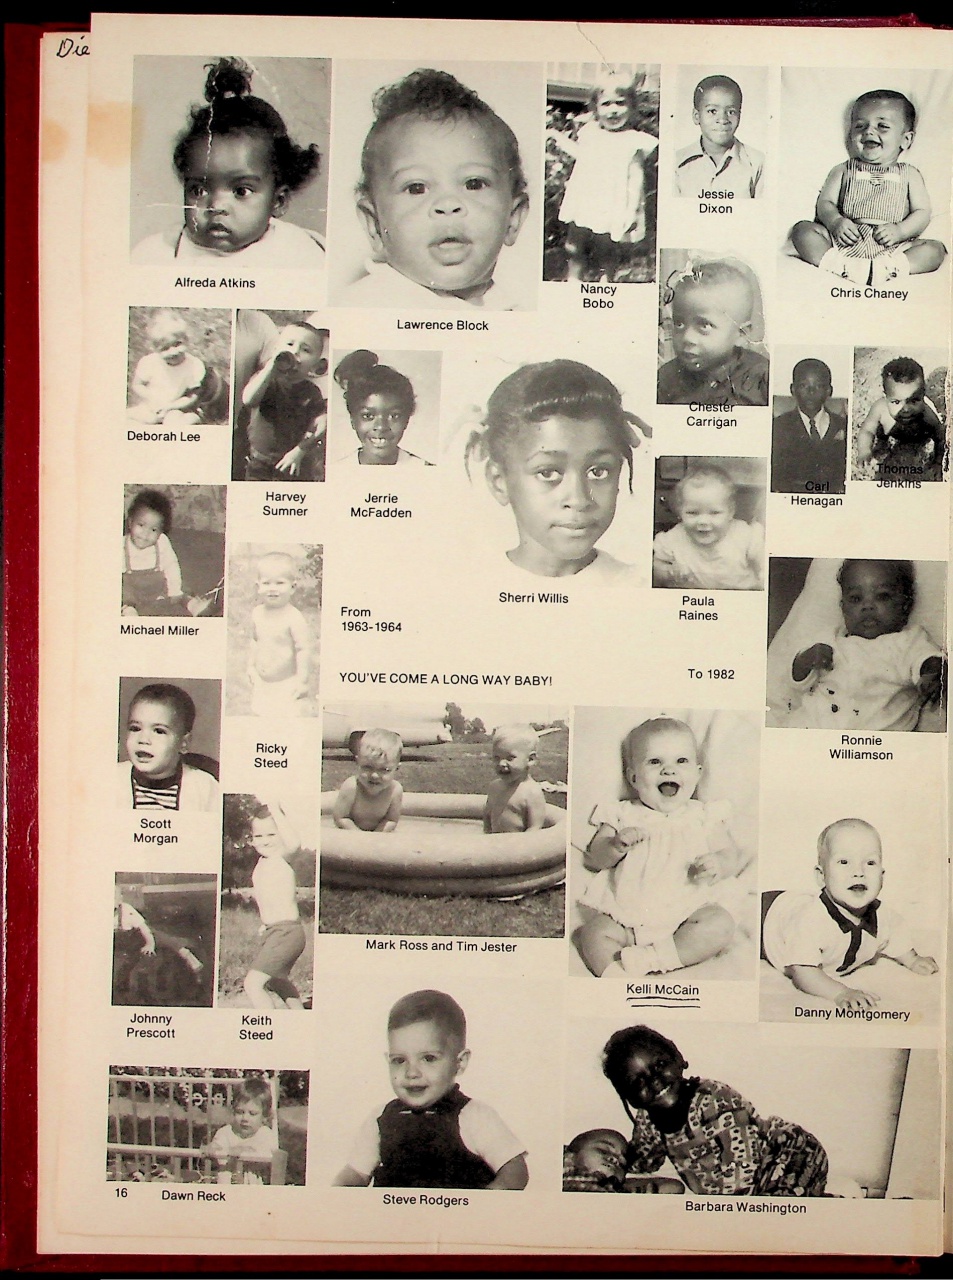 Die
Alfreda Atkins
Lawrence Block
Nancy
Bobo
Jessie
Dixon
Chris Chaney
Deborah Lee
Harvey
Sumner
Jerrie
McFadden
Chester
Carrigan
Carl
Henagan
Thomas
Jenkins
Michael Miller
Sherri Willis
Paula
Raines
From
1963-1964
YOU'VE COME A LONG WAY BABY!
To 1982
Ricky
Steed
Ronnie
Williamson
Scott
Morgan
Mark Ross and Tim Jester
Kelli McCain
Danny Montgomery
Johnny
Prescott
Keith
Steed
16
Dawn Reck
Steve Rodgers
Barbara Washington